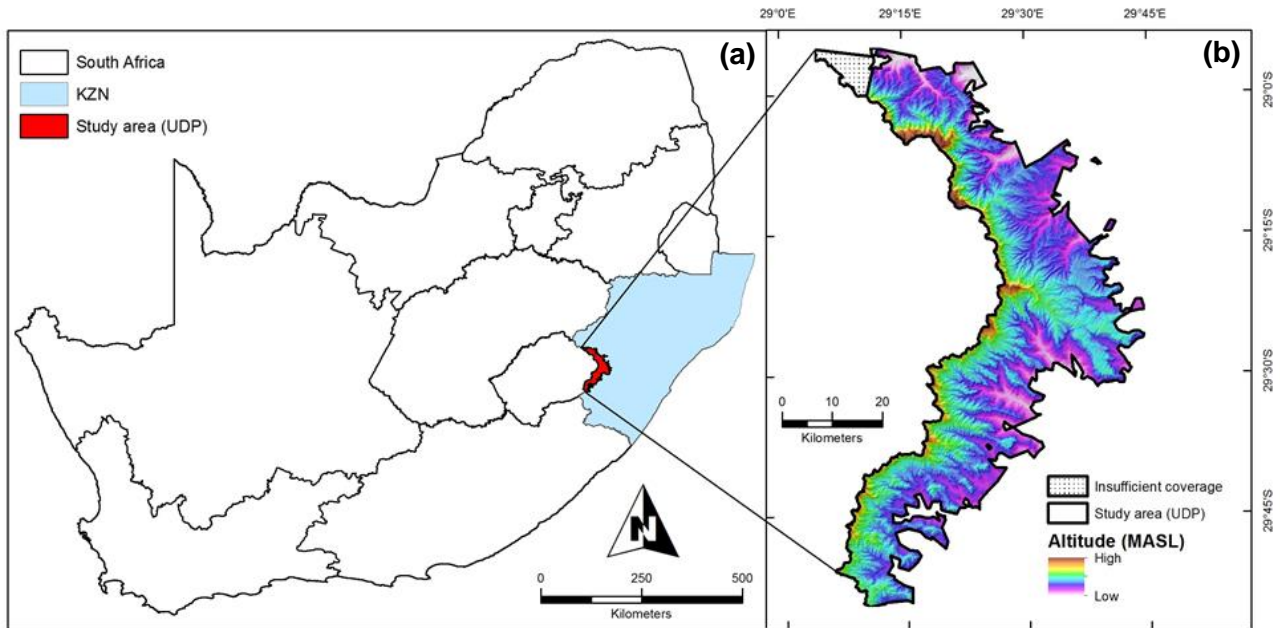 29°0'E 29°15'E 29°30'E 29°45'E
(a)
South Africa
KZN
Study area (UDP)
N
0 250 500
Kilometers
(b)
29°0'S
29°15'S
29°30'S
29°45'S
0 10 20
Kilometers
Insufficient coverage
Study area (UDP)
Altitude (MASL)
High
Low